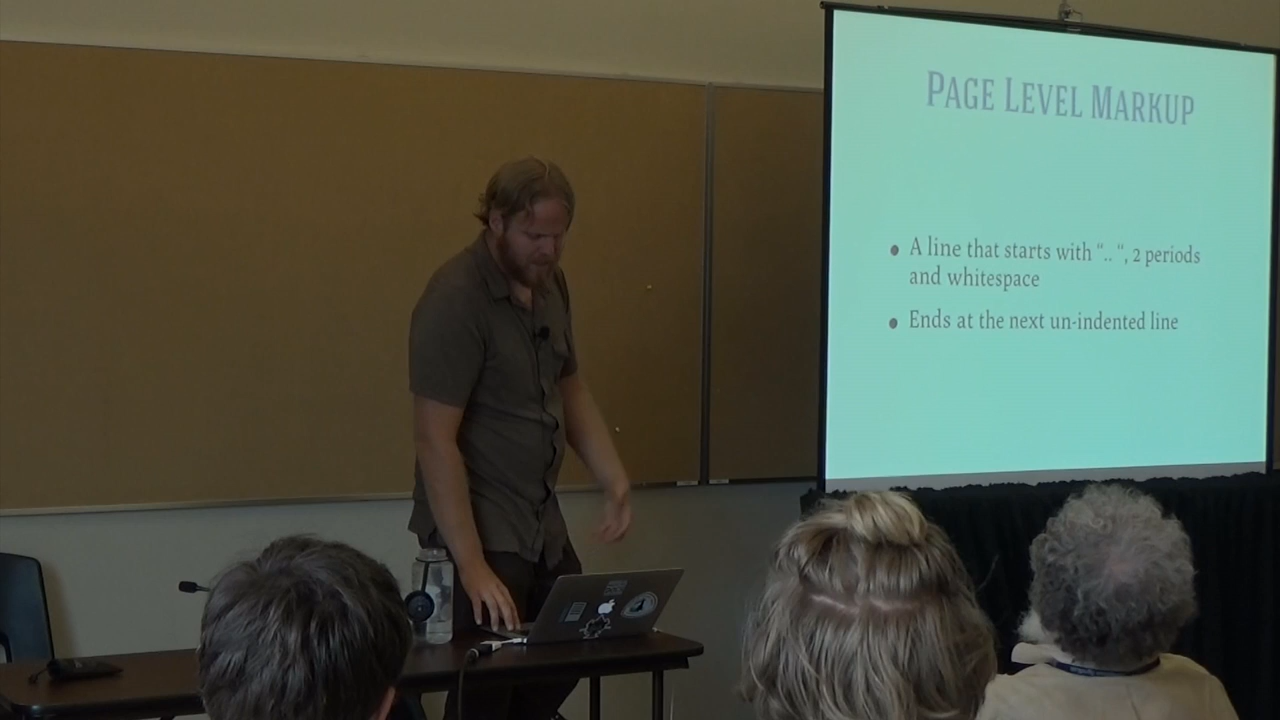 PAGE LEVEL MARKUP
• A line that starts with “.. “, 2 periods
and whitespace
• Ends at the next un-indented line